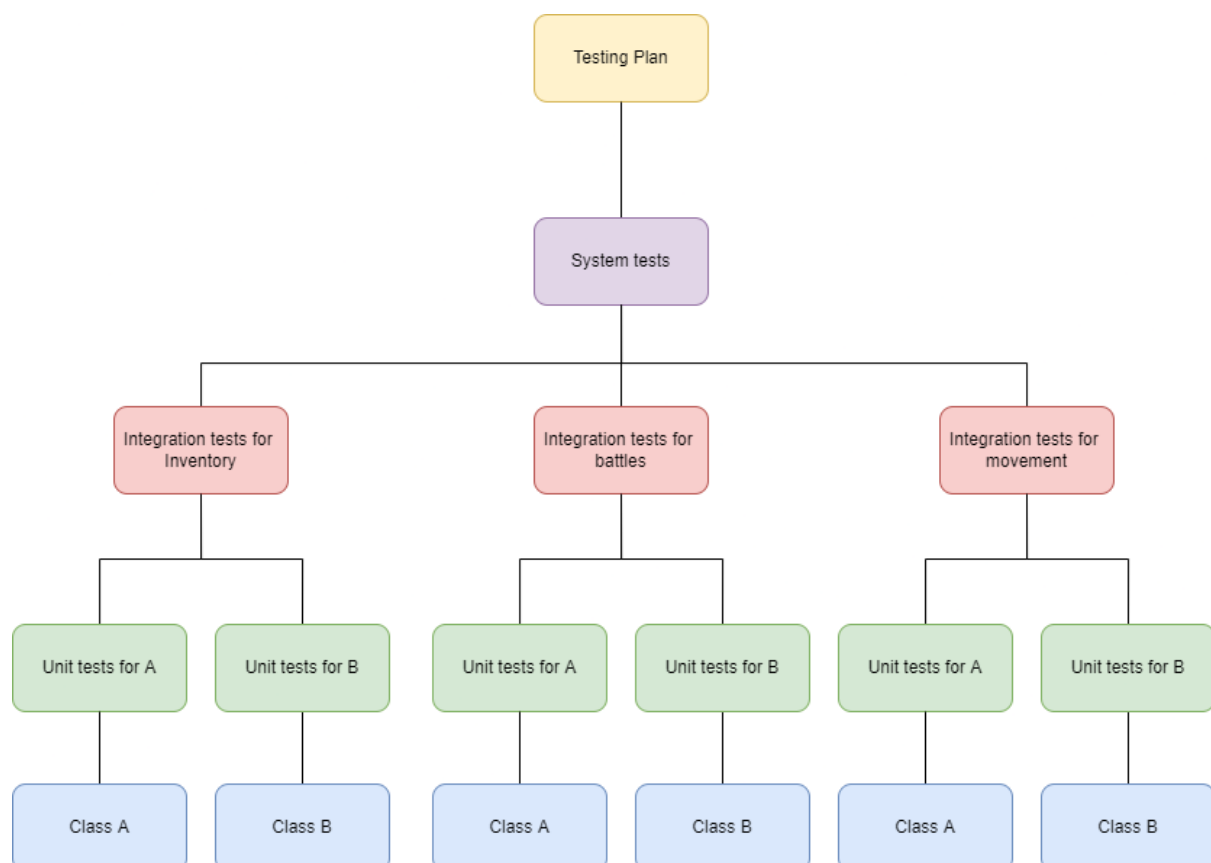 Testing Plan
System tests
Integration tests for
Inventory
Integration tests for
battles
Integration tests for
movement
Unit tests for A
Unit tests for B
Unit tests for A
Unit tests for B
Unit tests for A
Unit tests for B
Class A
Class B
Class A
Class B
Class A
Class B